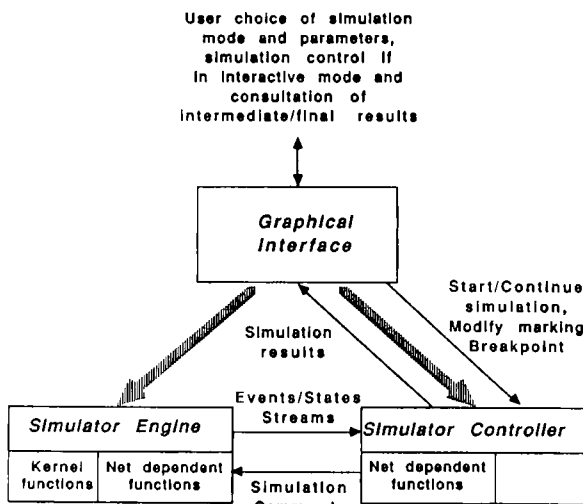 User choice of simulation
mode and parameters,
simulation control if
in interactive mode and
consultation of
intermediate/final results
Graphical
Interface
Start/Continue
simulation,
Modify marking
Breakpoint
Simulation
results
Events/States
Streams
Simulator Engine
Simulator Controller
Kernel
functions
Net dependent
functions
Simulation
Net dependent
functions